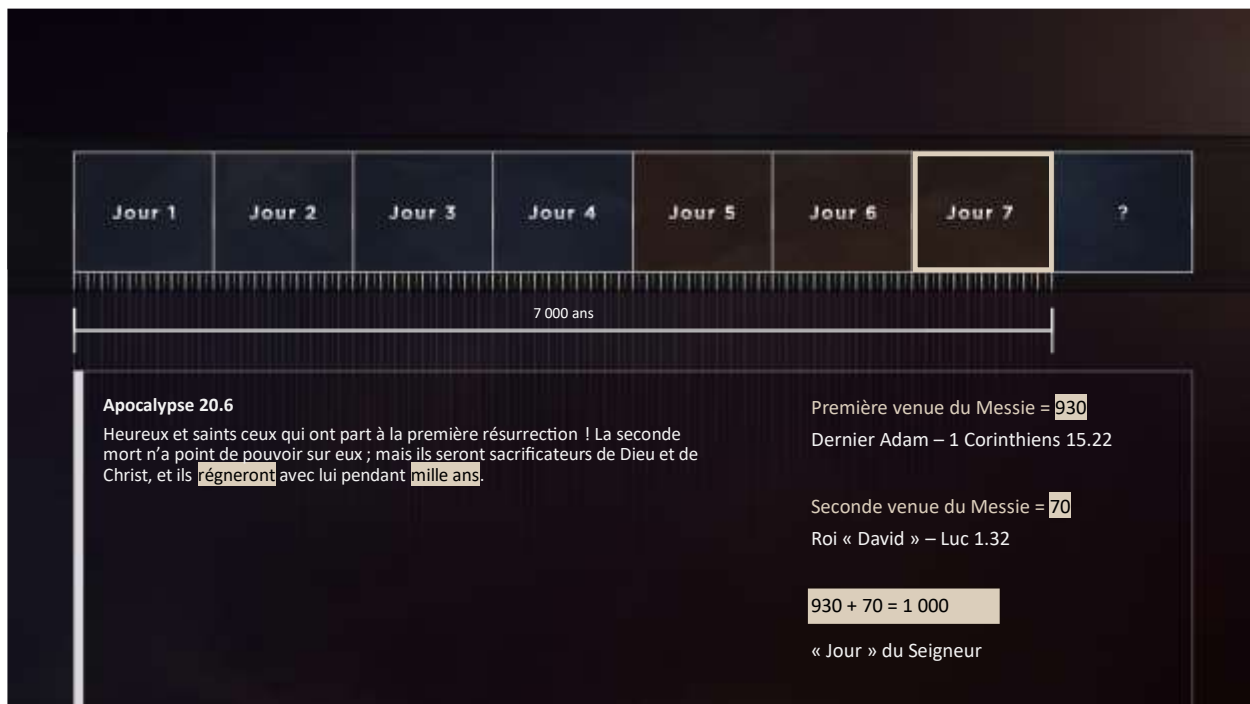 Jour 1 Jour 2 Jour 3 Jour 4 Jour 5 Jour 6 Jour 7 ?
7 000 ans
Apocalypse 20.6
Heureux et saints ceux qui ont part à la première résurrection ! La seconde
mort n’a point de pouvoir sur eux ; mais ils seront sacrificateurs de Dieu et de
Christ, et ils régneront avec lui pendant mille ans.
Première venue du Messie = 930
Dernier Adam – 1 Corinthiens 15.22
Seconde venue du Messie = 70
Roi « David » – Luc 1.32
930 + 70 = 1 000
« Jour » du Seigneur